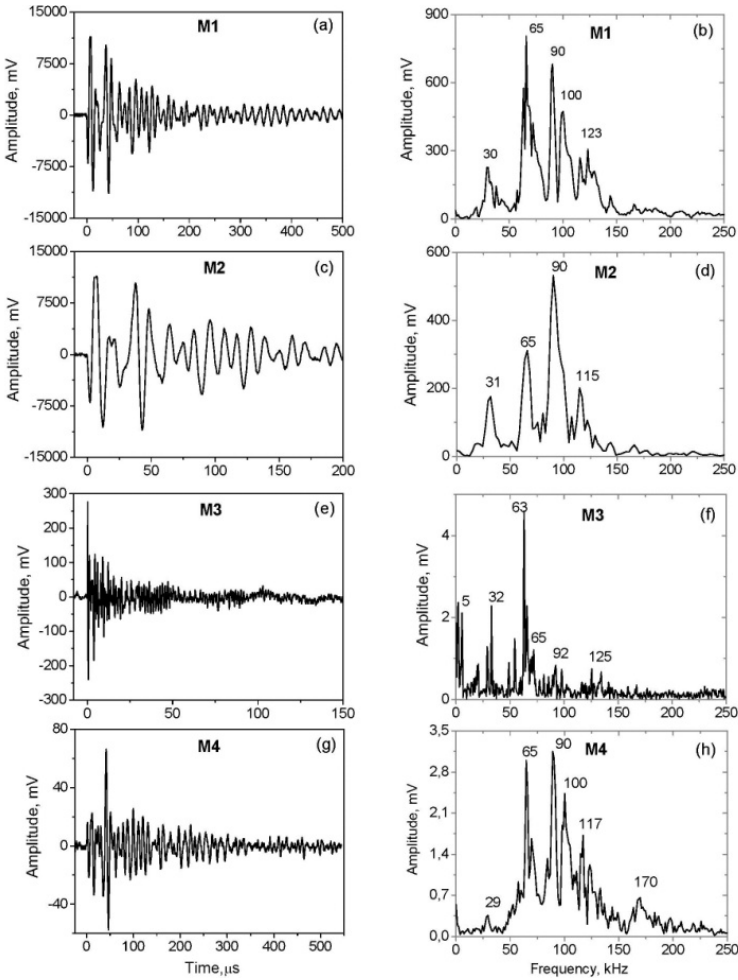 M1 (a)
Amplitude, mV
15000
7500
0
-7500
-15000
0 100 200 300 400 500
M1 (b)
Amplitude, mV
900
600
300
0
30 65 90 100 123
0 50 100 150 200 250
M2 (c)
Amplitude, mV
15000
7500
0
-7500
-15000
0 50 100 150 200
M2 (d)
Amplitude, mV
600
400
200
0
31 65 90 115
0 50 100 150 200 250
M3 (e)
Amplitude, mV
300
200
100
0
-100
-200
-300
0 50 100 150
M3 (f)
Amplitude, mV
4
2
0
5 32 63 65 92 125
0 50 100 150 200 250
M4 (g)
Amplitude, mV
80
40
0
-40
0 100 200 300 400 500
Time,μs
M4 (h)
Amplitude, mV
3,5
2,8
2,1
1,4
0,7
0,0
29 65 90 100 117 170
0 50 100 150 200 250
Frequency, kHz